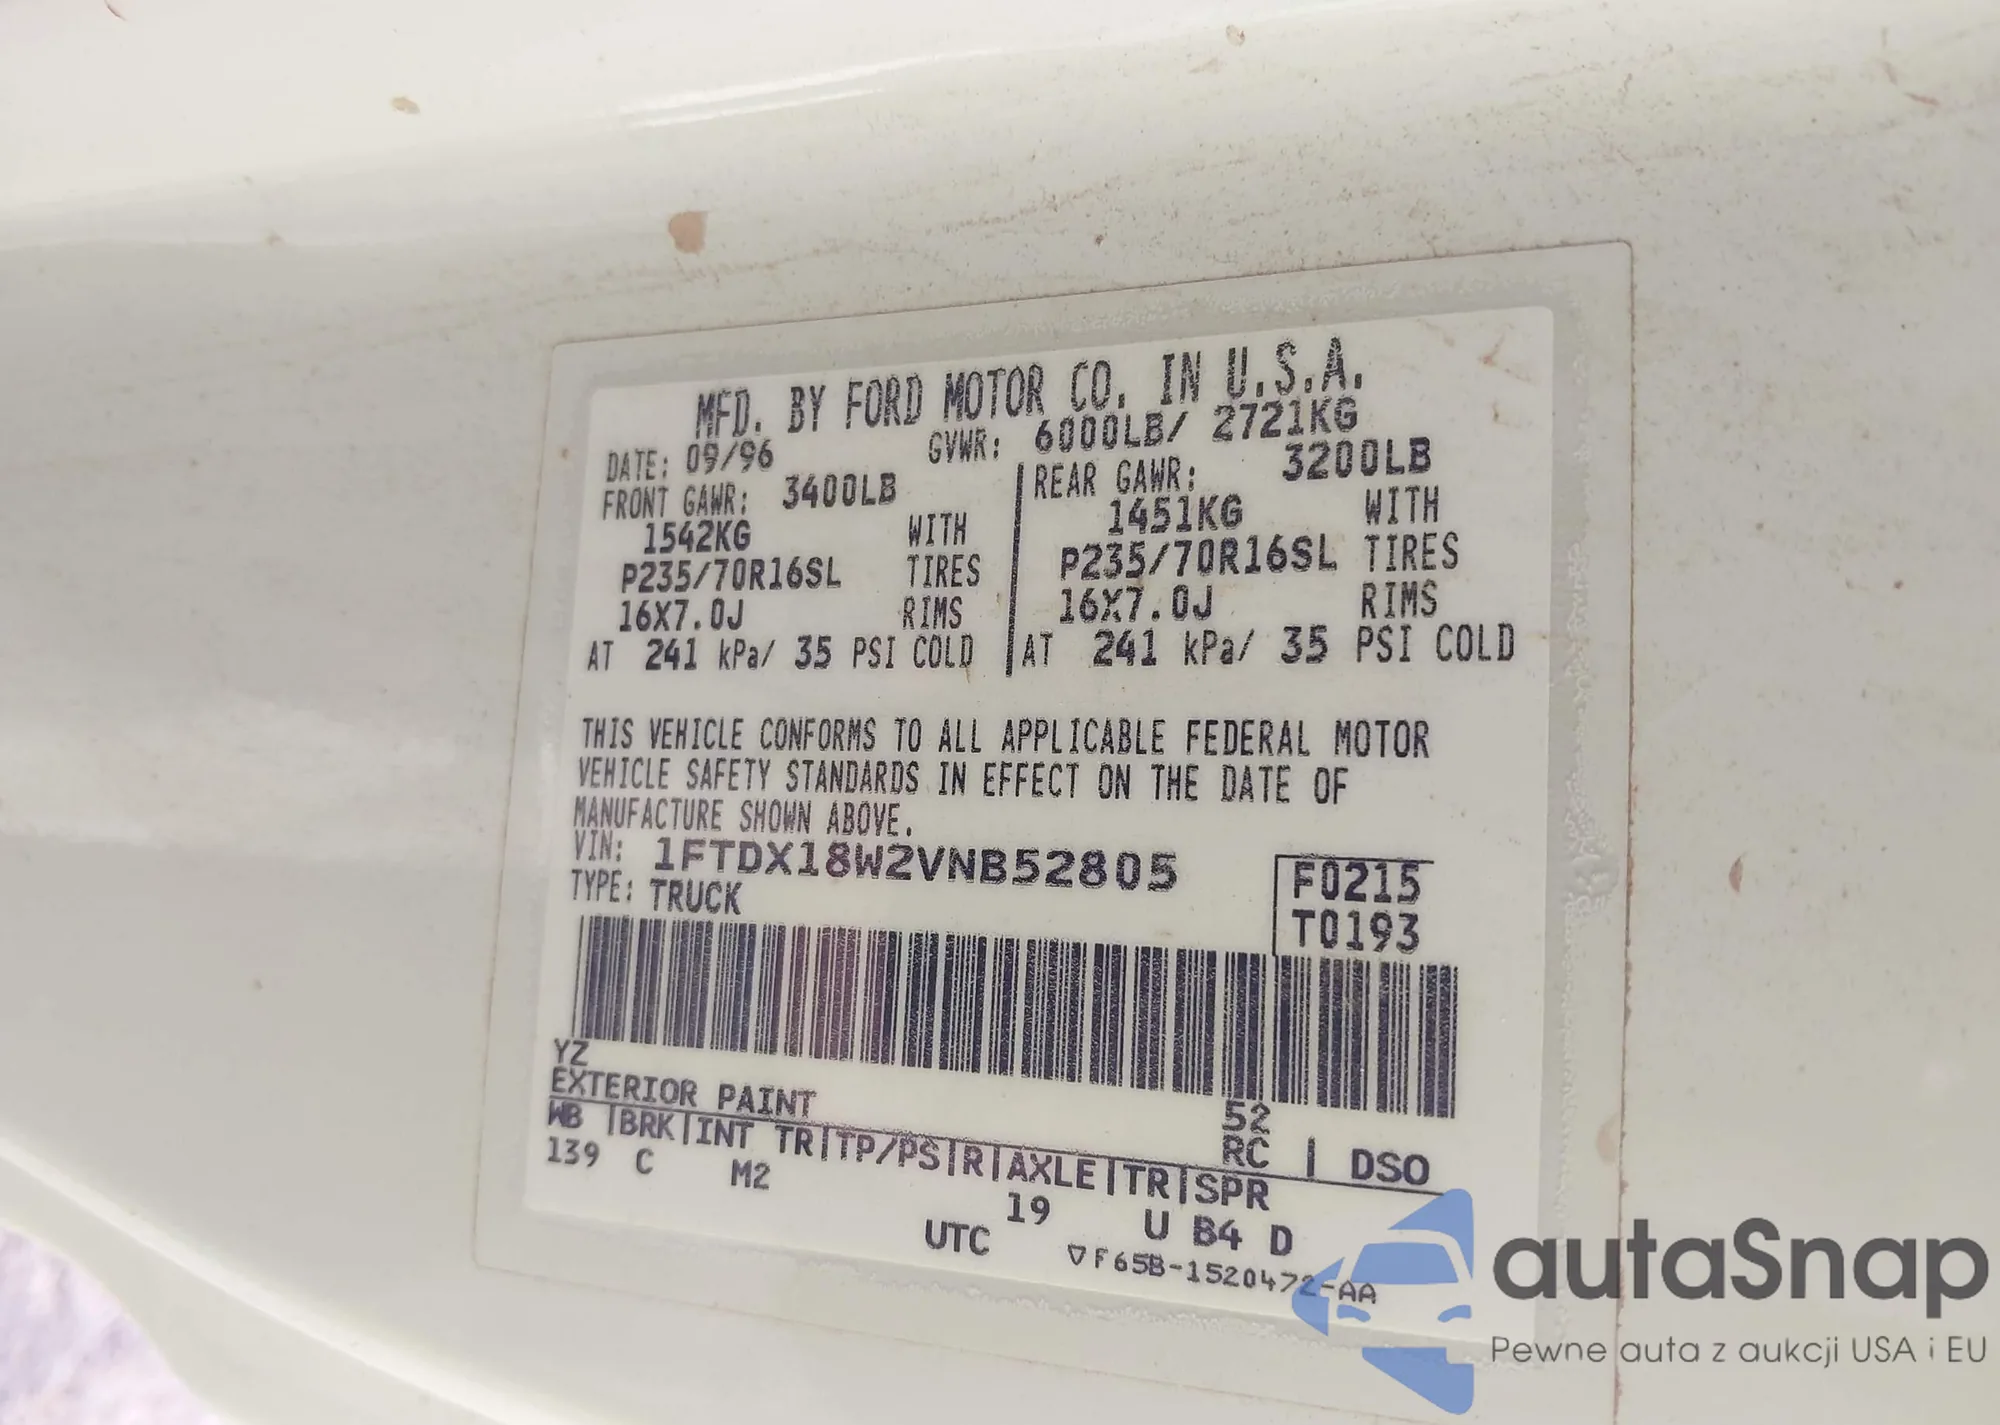 MFD. BY FORD MOTOR CO. IN U.S.A.
DATE: 09/96 GVWR: 6000LB/ 2721KG
FRONT GAWR: 3400LB REAR GAWR: 3200LB
1542KG WITH 1451KG WITH
P235/70R16SL TIRES P235/70R16SL TIRES
16X7.0J RIMS 16X7.0J RIMS
AT 241 kPa/ 35 PSI COLD AT 241 kPa/ 35 PSI COLD
THIS VEHICLE CONFORMS TO ALL APPLICABLE FEDERAL MOTOR
VEHICLE SAFETY STANDARDS IN EFFECT ON THE DATE OF
MANUFACTURE SHOWN ABOVE.
VIN: 1FTDX18W2VNB52805 F0215
TYPE: TRUCK T0193
YZ 52
EXTERIOR PAINT RC | DSO
WB |BRK|INT TR|TP/PS|R|AXLE|TR|SPR
139 C M2 19 U B4 D
UTC ▽F65B-1520472-AA
autaSnap
Pewne auta z aukcji USA i EU